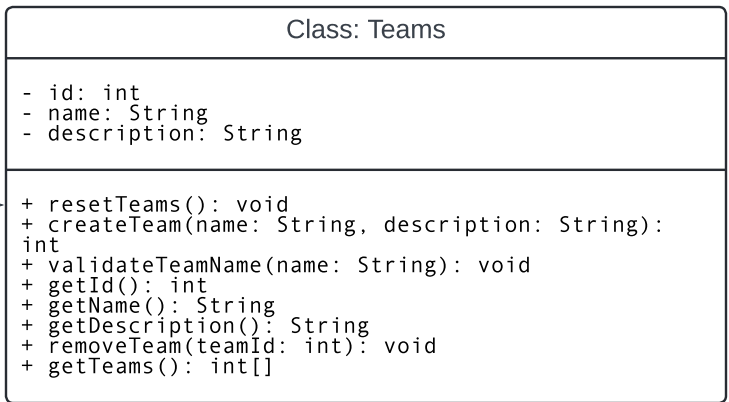 Class: Teams
- id: int
- name: String
- description: String
+ resetTeams(): void
+ createTeam(name: String, description: String):
int
+ validateTeamName(name: String): void
+ getId(): int
+ getName(): String
+ getDescription(): String
+ removeTeam(teamId: int): void
+ getTeams(): int[]